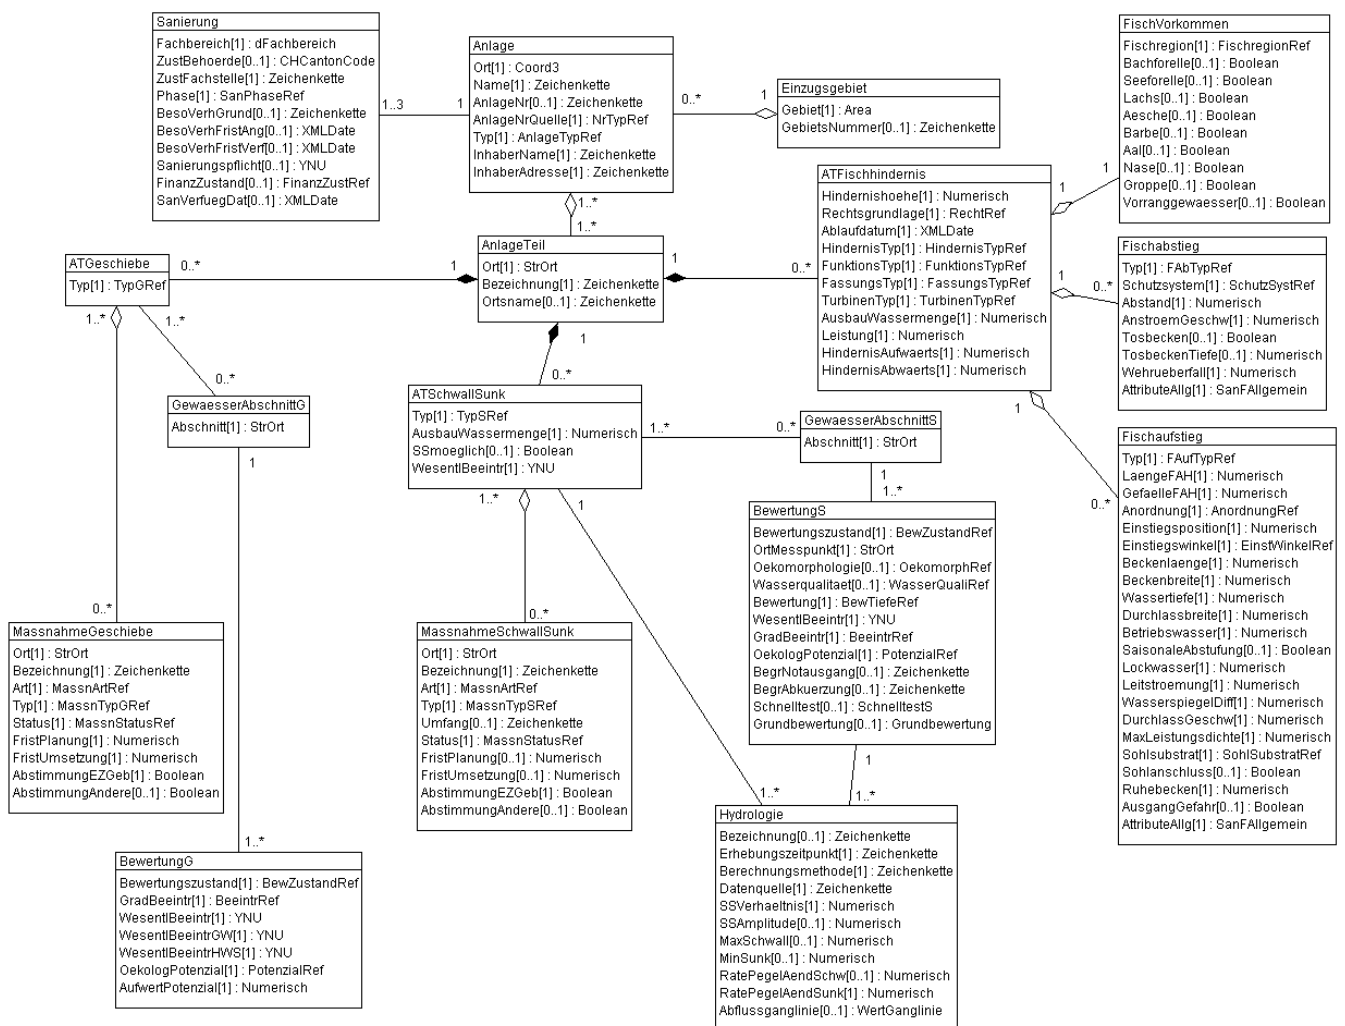 Sanierung
Fachbereich[1] : dFachbereich
ZustBehoerde[0..1] : CHCantonCode
ZustFachstelle[1] : Zeichenkette
Phase[1] : SanPhaseRef
BesoVerhGrund[0..1] : Zeichenkette
BesoVerhFristAng[0..1] : XMLDate
BesoVerhFristVerf[0..1] : XMLDate
Sanierungspflicht[0..1] : YNU
FinanzZustand[0..1] : FinanzZustRef
SanVerfuegDat[0..1] : XMLDate
1..3
1
Anlage
Ort[1] : Coord3
Name[1] : Zeichenkette
AnlageNr[0..1] : Zeichenkette
AnlageNrQuelle[1] : NrTypRef
Typ[1] : AnlageTypRef
InhaberName[1] : Zeichenkette
InhaberAdresse[1] : Zeichenkette
0..*
1
Einzugsgebiet
Gebiet[1] : Area
GebietsNummer[0..1] : Zeichenkette
FischVorkommen
Fischregion[1] : FischregionRef
Bachforelle[0..1] : Boolean
Seeforelle[0..1] : Boolean
Lachs[0..1] : Boolean
Aesche[0..1] : Boolean
Barbe[0..1] : Boolean
Aal[0..1] : Boolean
Nase[0..1] : Boolean
Groppe[0..1] : Boolean
Vorranggewaesser[0..1] : Boolean
1..*
1..*
AnlageTeil
Ort[1] : StrOrt
Bezeichnung[1] : Zeichenkette
Ortsname[0..1] : Zeichenkette
1
0..*
ATGeschiebe
Typ[1] : TypGRef
1
0..*
ATFischhindernis
Hindernishoehe[1] : Numerisch
Rechtsgrundlage[1] : RechtRef
Ablaufdatum[1] : XMLDate
HindernisTyp[1] : HindernisTypRef
FunktionsTyp[1] : FunktionsTypRef
FassungsTyp[1] : FassungsTypRef
TurbinenTyp[1] : TurbinenTypRef
AusbauWassermenge[1] : Numerisch
Leistung[1] : Numerisch
HindernisAufwaerts[1] : Numerisch
HindernisAbwaerts[1] : Numerisch
1
1
1
0..*
1
0..*
Fischabstieg
Typ[1] : FAbTypRef
Schutzsystem[1] : SchutzSystRef
Abstand[1] : Numerisch
AnstroemGeschw[1] : Numerisch
Tosbecken[0..1] : Boolean
TosbeckenTiefe[0..1] : Numerisch
Wehrueberfall[1] : Numerisch
AttributeAllg[1] : SanFAllgemein
1..*
1..*
0..*
GewaesserAbschnittG
Abschnitt[1] : StrOrt
1
1
0..*
ATSchwallSunk
Typ[1] : TypSRef
AusbauWassermenge[1] : Numerisch
SSmoeglich[0..1] : Boolean
WesentlBeeintr[1] : YNU
1..*
0..*
GewaesserAbschnittS
Abschnitt[1] : StrOrt
1
1..*
1..*
1
Fischaufstieg
Typ[1] : FAufTypRef
LaengeFAH[1] : Numerisch
GefaelleFAH[1] : Numerisch
Anordnung[1] : AnordnungRef
Einstiegsposition[1] : Numerisch
Einstiegswinkel[1] : EinstWinkelRef
Beckenlaenge[1] : Numerisch
Beckenbreite[1] : Numerisch
Wassertiefe[1] : Numerisch
Durchlassbreite[1] : Numerisch
Betriebswasser[1] : Numerisch
SaisonaleAbstufung[0..1] : Boolean
Lockwasser[1] : Numerisch
Leitstroemung[1] : Numerisch
WasserspiegelDiff[1] : Numerisch
DurchlassGeschw[1] : Numerisch
MaxLeistungsdichte[1] : Numerisch
Sohlsubstrat[1] : SohlSubstratRef
Sohlanschluss[0..1] : Boolean
Ruhebecken[1] : Numerisch
AusgangGefahr[0..1] : Boolean
AttributeAllg[1] : SanFAllgemein
BewertungS
Bewertungszustand[1] : BewZustandRef
OrtMesspunkt[1] : StrOrt
Oekomorphologie[0..1] : OekomorphRef
Wasserqualitaet[0..1] : WasserQualiRef
Bewertung[1] : BewTiefeRef
WesentlBeeintr[1] : YNU
GradBeeintr[1] : BeeintrRef
OekologPotenzial[1] : PotenzialRef
BegrNotausgang[0..1] : Zeichenkette
BegrAbkuerzung[0..1] : Zeichenkette
Schnelltest[0..1] : SchnelltestS
Grundbewertung[0..1] : Grundbewertung
0..*
MassnahmeGeschiebe
Ort[1] : StrOrt
Bezeichnung[1] : Zeichenkette
Art[1] : MassnArtRef
Typ[1] : MassnTypGRef
Status[1] : MassnStatusRef
FristPlanung[1] : Numerisch
FristUmsetzung[1] : Numerisch
AbstimmungEZGeb[1] : Boolean
AbstimmungAndere[0..1] : Boolean
0..*
MassnahmeSchwallSunk
Ort[1] : StrOrt
Bezeichnung[1] : Zeichenkette
Art[1] : MassnArtRef
Typ[1] : MassnTypSRef
Umfang[0..1] : Zeichenkette
Status[1] : MassnStatusRef
FristPlanung[0..1] : Numerisch
FristUmsetzung[0..1] : Numerisch
AbstimmungEZGeb[1] : Boolean
AbstimmungAndere[0..1] : Boolean
1
1..*
1..*
Hydrologie
Bezeichnung[0..1] : Zeichenkette
Erhebungszeitpunkt[1] : Zeichenkette
Berechnungsmethode[1] : Zeichenkette
Datenquelle[1] : Zeichenkette
SSVerhaeltnis[1] : Numerisch
SSAmplitude[0..1] : Numerisch
MaxSchwall[0..1] : Numerisch
MinSunk[0..1] : Numerisch
RatePegelAendSchw[0..1] : Numerisch
RatePegelAendSunk[1] : Numerisch
Abflussganglinie[0..1] : WertGanglinie
1..*
BewertungG
Bewertungszustand[1] : BewZustandRef
GradBeeintr[1] : BeeintrRef
WesentlBeeintr[1] : YNU
WesentlBeeintrGW[1] : YNU
WesentlBeeintrHWS[1] : YNU
OekologPotenzial[1] : PotenzialRef
AufwertPotenzial[1] : Numerisch